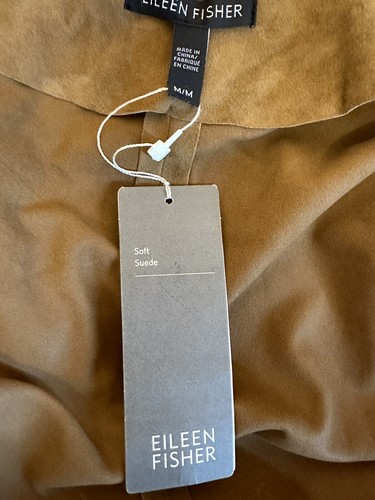 EILEEN FISHER
MADE IN
CHINA/
FABRIQUÉ
EN CHINE
M/M
Soft
Suede
EILEEN
FISHER